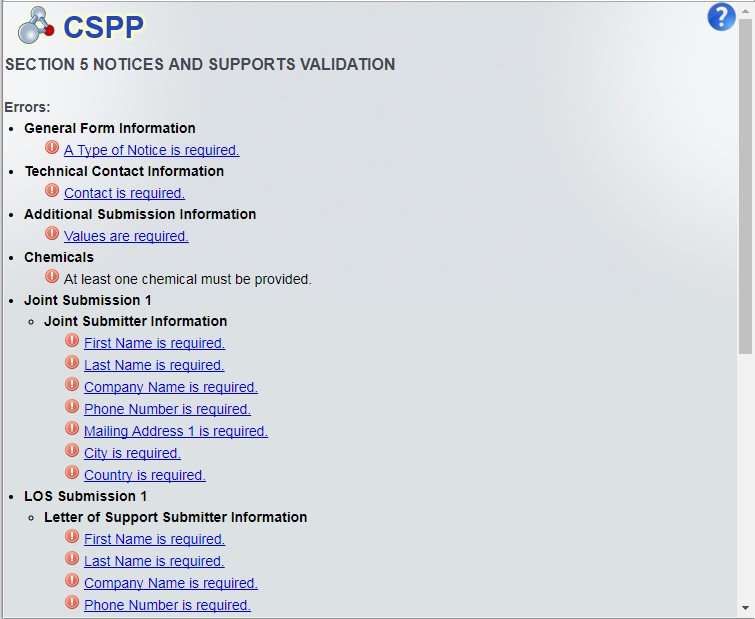 CSPP
?
SECTION 5 NOTICES AND SUPPORTS VALIDATION
Errors:
• General Form Information
A Type of Notice is required.
• Technical Contact Information
Contact is required.
• Additional Submission Information
Values are required.
• Chemicals
At least one chemical must be provided.
• Joint Submission 1
◦ Joint Submitter Information
First Name is required.
Last Name is required.
Company Name is required.
Phone Number is required.
Mailing Address 1 is required.
City is required.
Country is required.
• LOS Submission 1
◦ Letter of Support Submitter Information
First Name is required.
Last Name is required.
Company Name is required.
Phone Number is required.